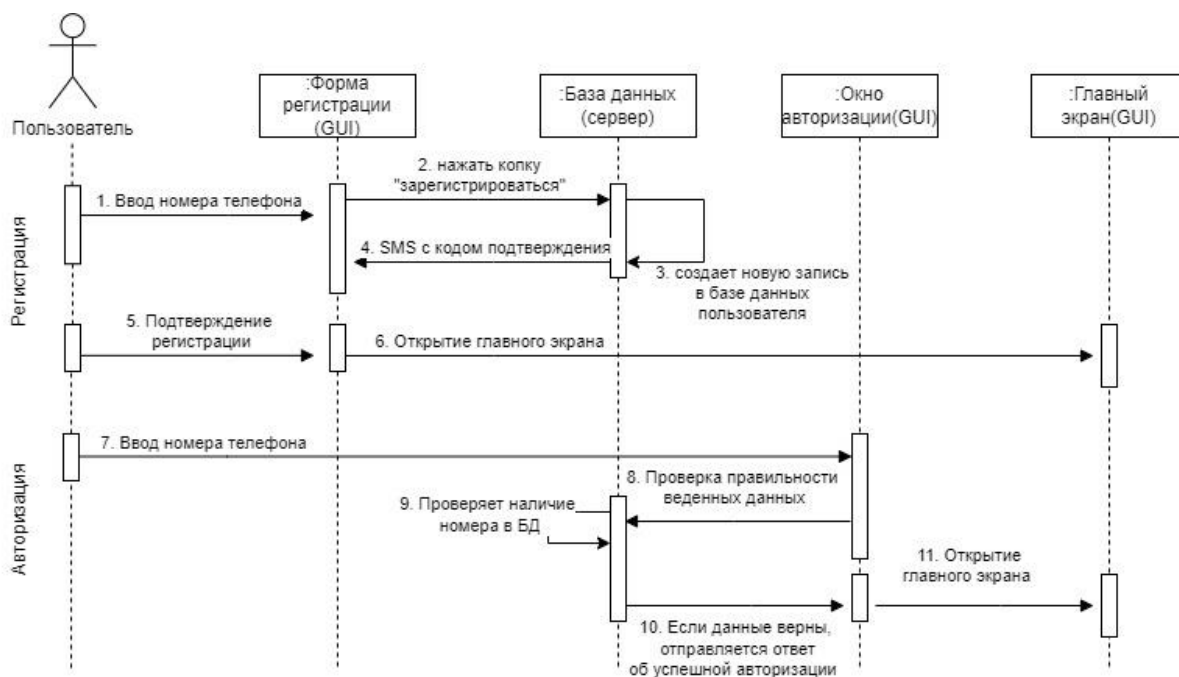 Пользователь
:Форма
регистрации
(GUI)
:База данных
(сервер)
:Окно
авторизации(GUI)
:Главный
экран(GUI)
Регистрация
1. Ввод номера телефона
2. нажать копку
"зарегистрироваться"
4. SMS с кодом подтверждения
3. создает новую запись
в базе данных
пользователя
5. Подтверждение
регистрации
6. Открытие главного экрана
Авторизация
7. Ввод номера телефона
8. Проверка правильности
веденных данных
9. Проверяет наличие
номера в БД
10. Если данные верны,
отправляется ответ
об успешной авторизации
11. Открытие
главного экрана